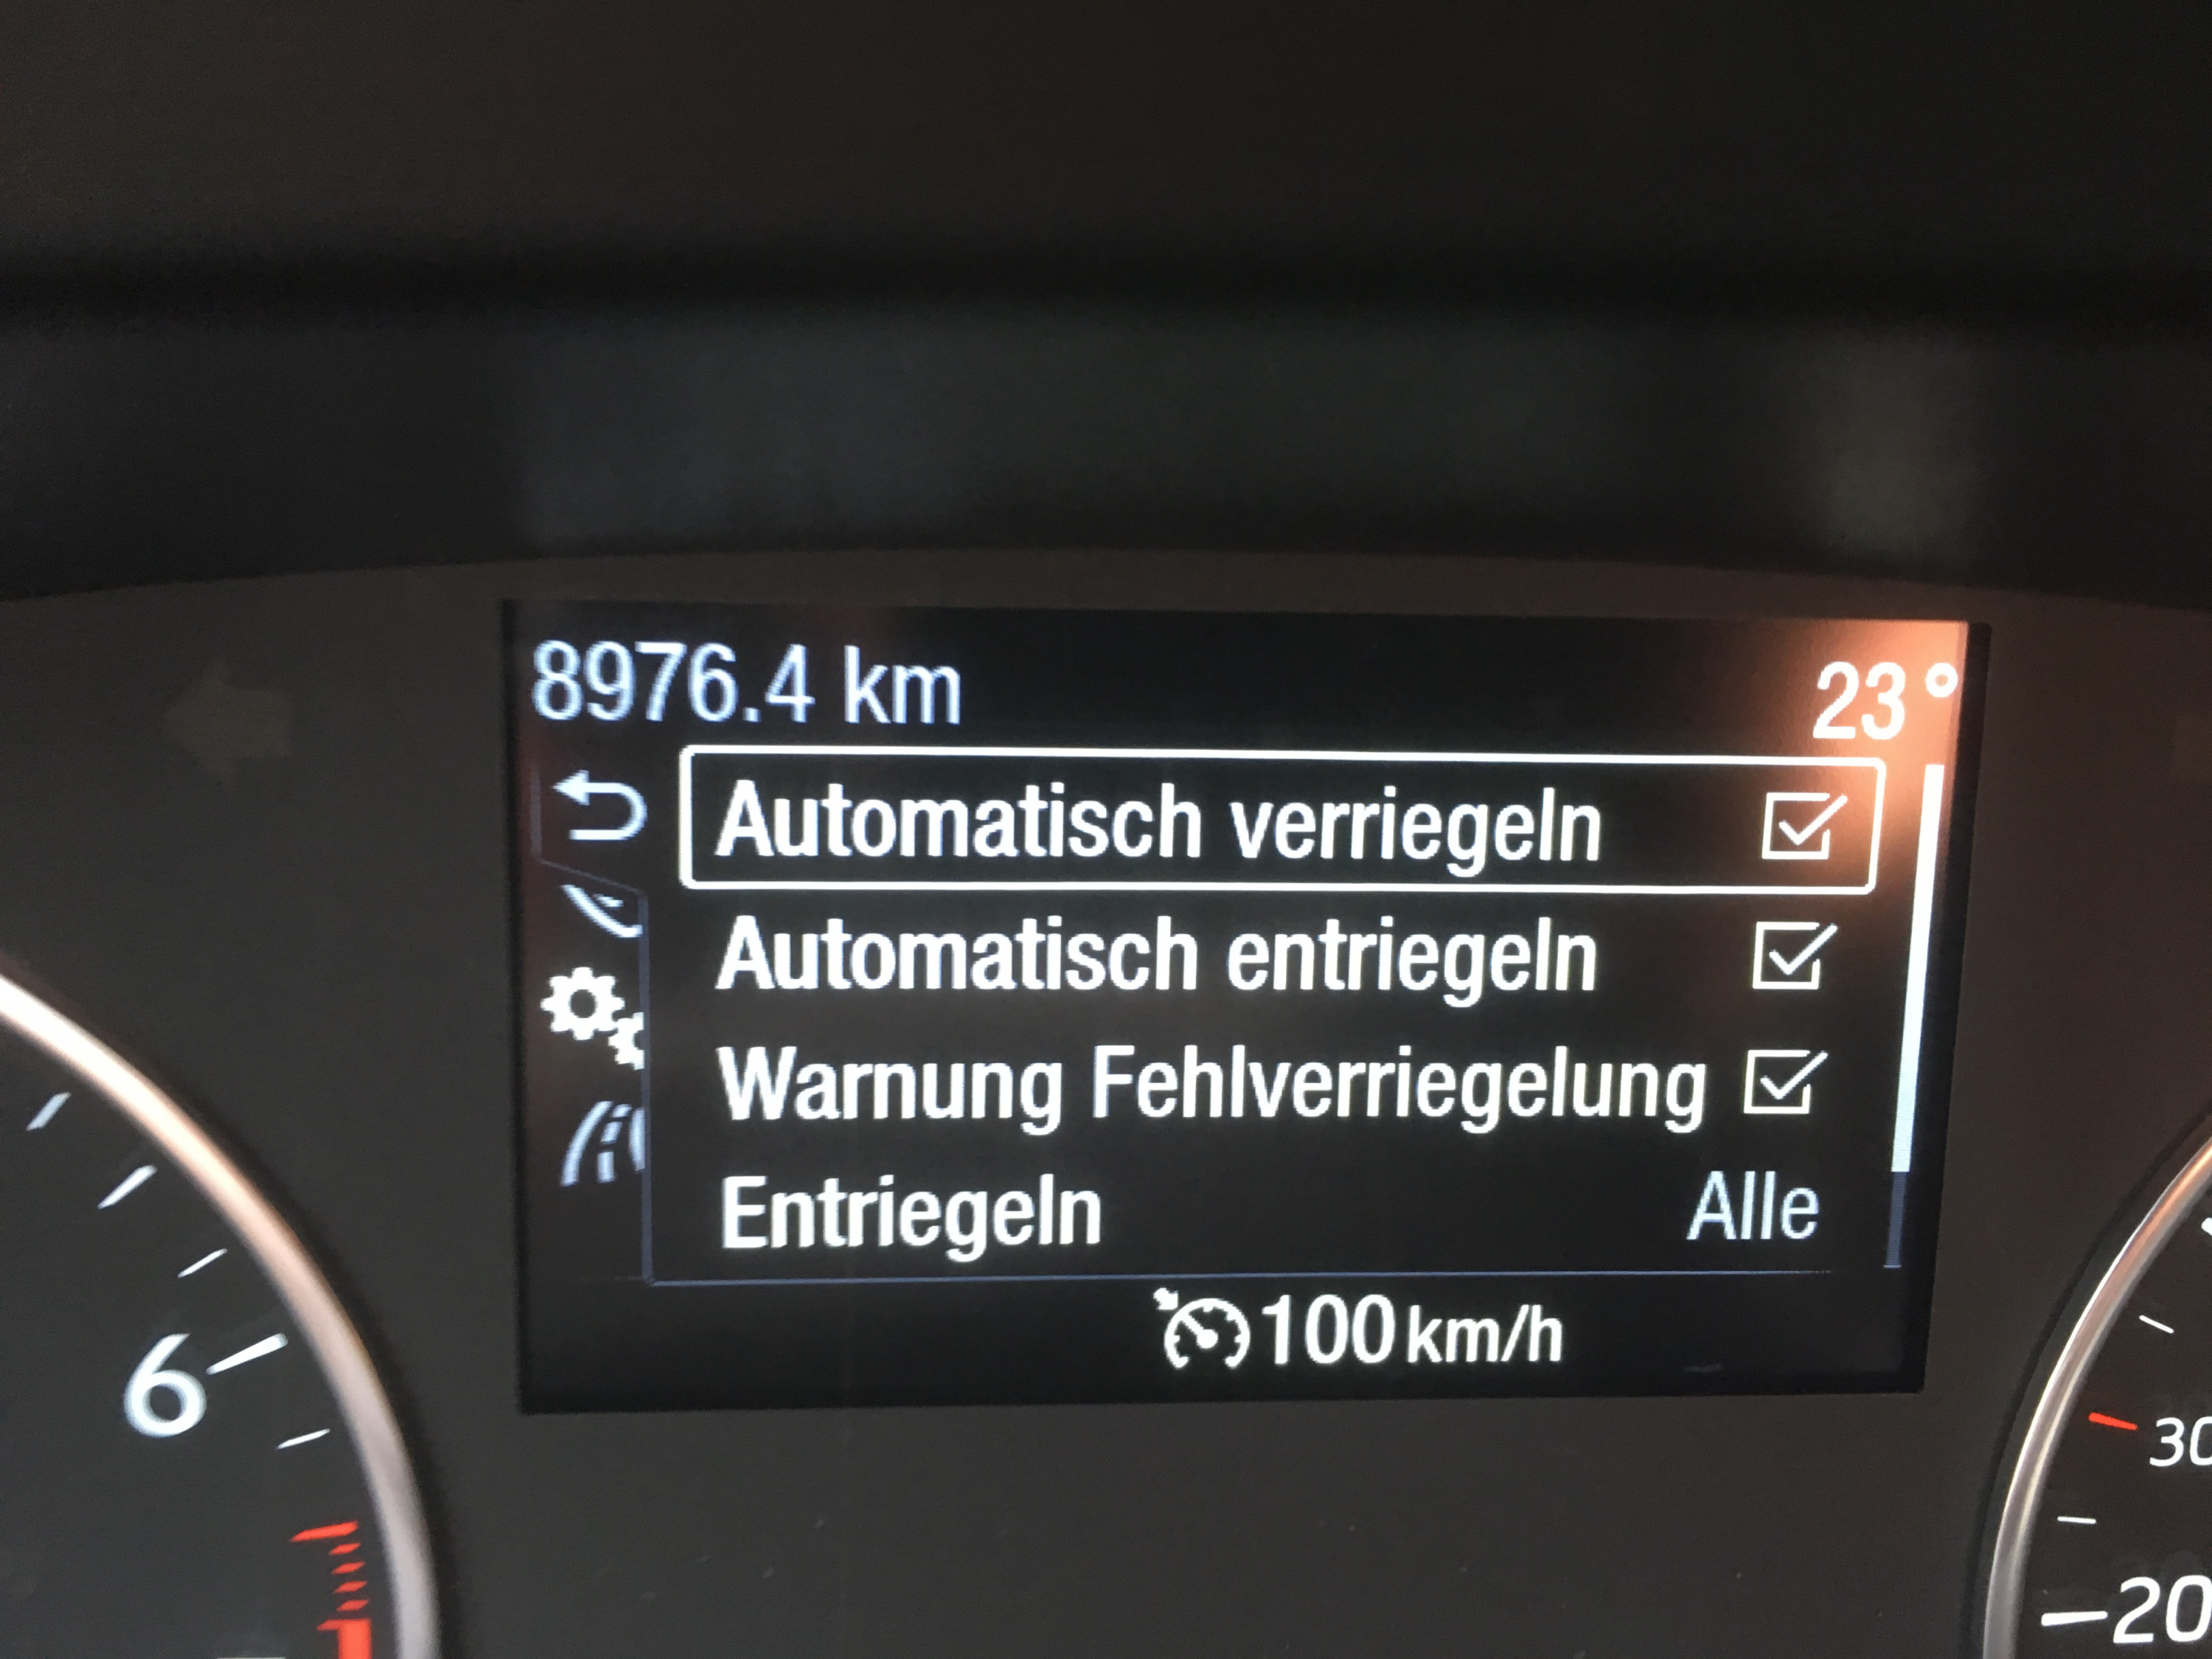 8976.4 km
23°
Automatisch verriegeln
Automatisch entriegeln
Warnung Fehlverriegelung
Entriegeln Alle
100 km/h
6
30
20